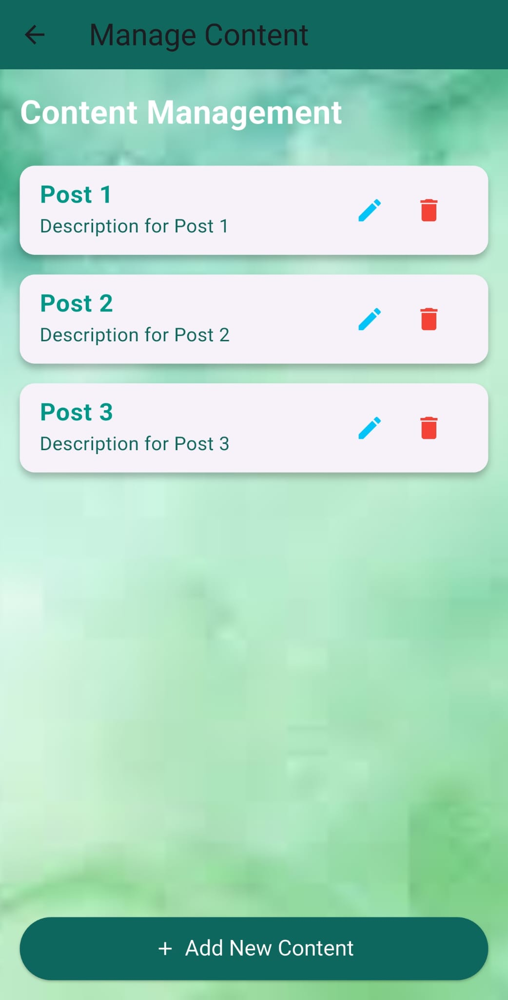 Manage Content
Content Management
Post 1
Description for Post 1
Post 2
Description for Post 2
Post 3
Description for Post 3
+ Add New Content